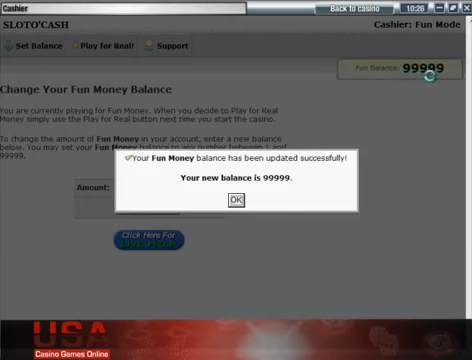 Cashier
Back to casino
10:26
SLOTO'CASH
Cashier: Fun Mode
Set Balance
Play for Real!
Support
Fun Balance: 99999
Change Your Fun Money Balance
You are currently playing for Fun Money. When you decide to Play for Real
Money simply use the Play for Real button next time you start the casino.
To change the amount of Fun Money in your account, enter a new balance
below. You may set your Fun Money balance to any number between 1 and
99999.
Your Fun Money balance has been updated successfully!
Your new balance is 99999.
OK
Amount:
Click Here For
Live Help
USA
Casino Games Online